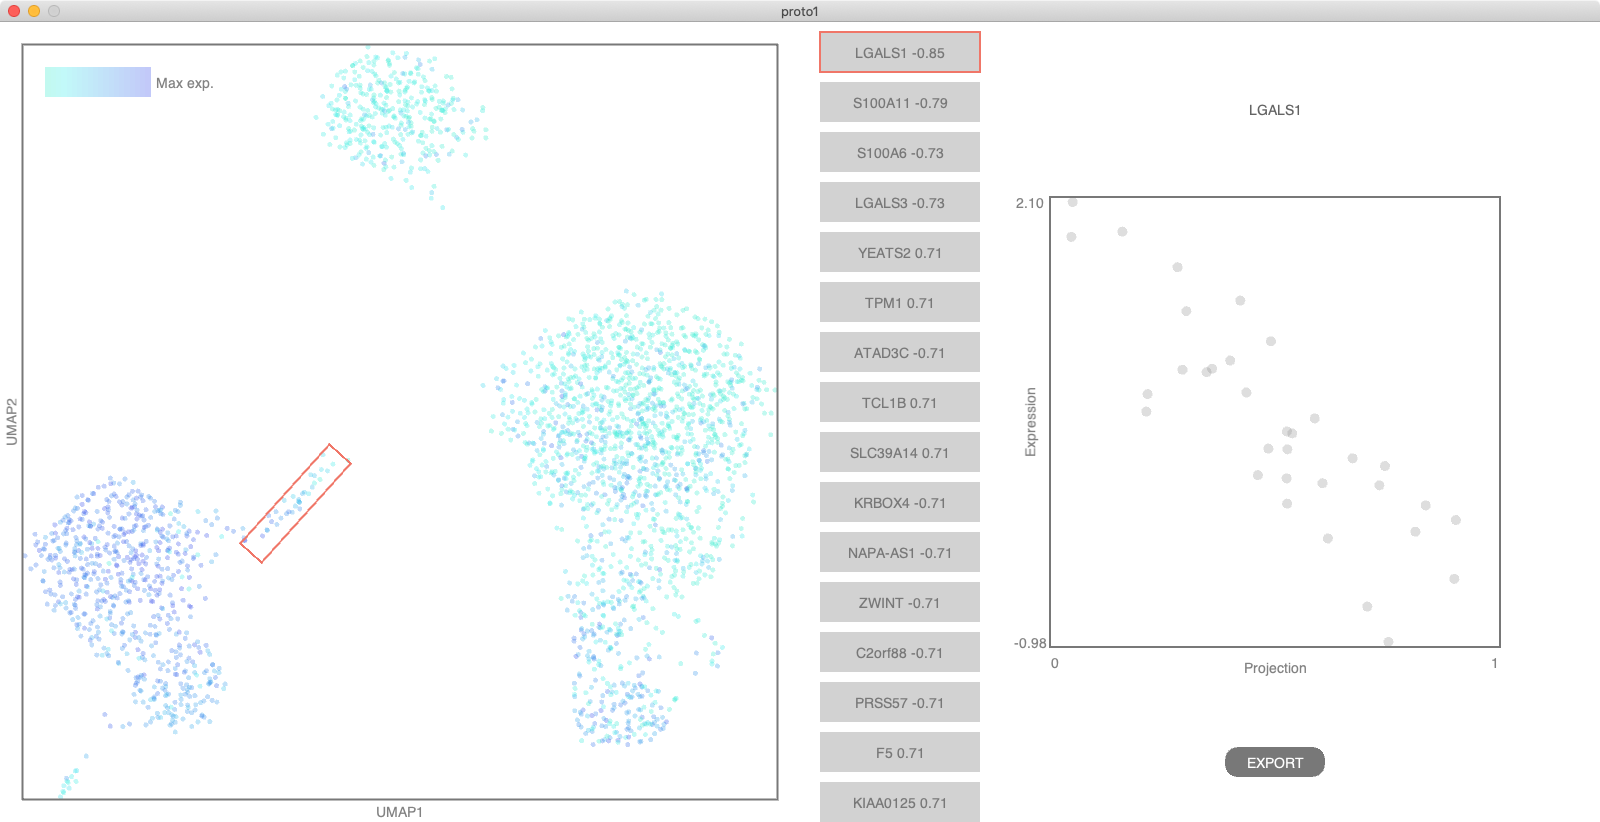 proto1
Max exp.
UMAP2
UMAP1
LGALS1 -0.85
S100A11 -0.79
S100A6 -0.73
LGALS3 -0.73
YEATS2 0.71
TPM1 0.71
ATAD3C -0.71
TCL1B 0.71
SLC39A14 0.71
KRBOX4 -0.71
NAPA-AS1 -0.71
ZWINT -0.71
C2orf88 -0.71
PRSS57 -0.71
F5 0.71
KIAA0125 0.71
LGALS1
2.10
Expression
-0.98
0
1
Projection
EXPORT